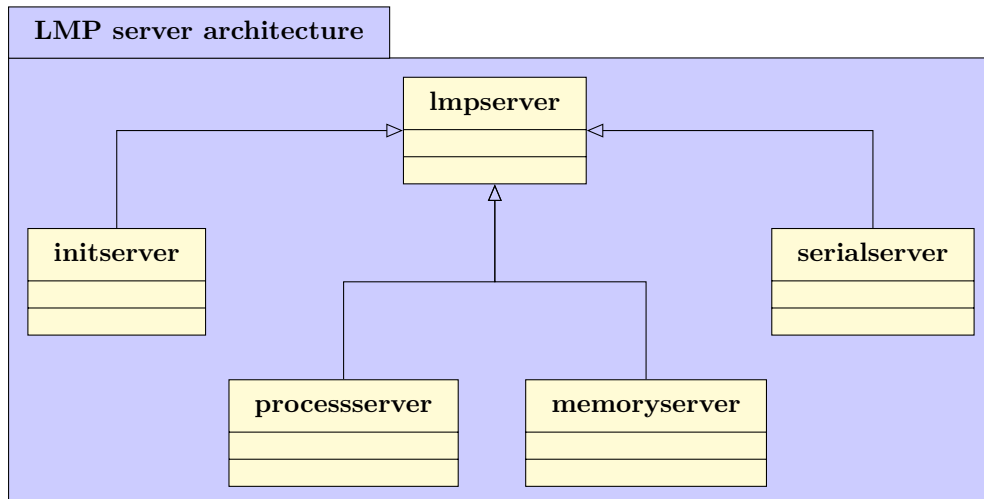 LMP server architecture
lmpserver
initserver
serialserver
processserver
memoryserver